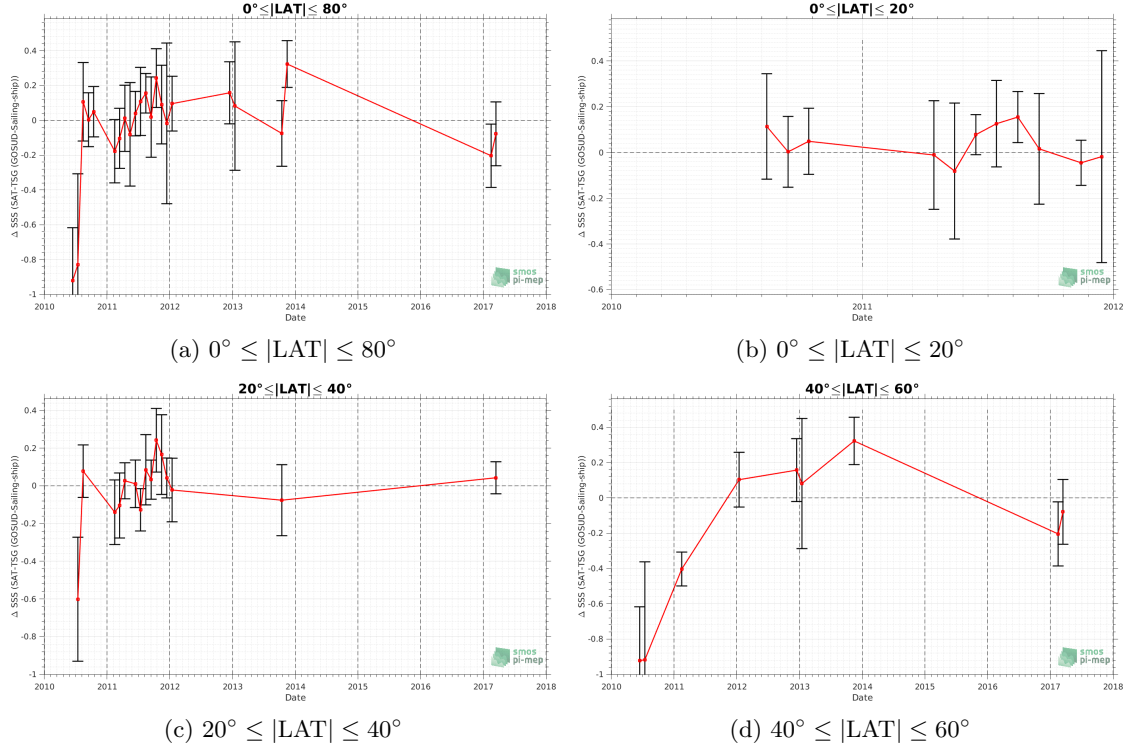 0°≤|LAT|≤ 80°
Δ SSS (SAT-TSG (GOSUD-Sailing-ship))
0.4
0.2
0
-0.2
-0.4
-0.6
-0.8
-1
2010 2011 2012 2013 2014 2015 2016 2017 2018
Date
smos
pi-mep
(a) 0° ≤ |LAT| ≤ 80°
0°≤|LAT|≤ 20°
Δ SSS (SAT-TSG (GOSUD-Sailing-ship))
0.4
0.2
0
-0.2
-0.4
-0.6
2010 2011 2012
Date
smos
pi-mep
(b) 0° ≤ |LAT| ≤ 20°
20°≤|LAT|≤ 40°
Δ SSS (SAT-TSG (GOSUD-Sailing-ship))
0.4
0.2
0
-0.2
-0.4
-0.6
-0.8
-1
2010 2011 2012 2013 2014 2015 2016 2017 2018
Date
smos
pi-mep
(c) 20° ≤ |LAT| ≤ 40°
40°≤|LAT|≤ 60°
Δ SSS (SAT-TSG (GOSUD-Sailing-ship))
0.4
0.2
0
-0.2
-0.4
-0.6
-0.8
-1
2010 2011 2012 2013 2014 2015 2016 2017 2018
Date
smos
pi-mep
(d) 40° ≤ |LAT| ≤ 60°